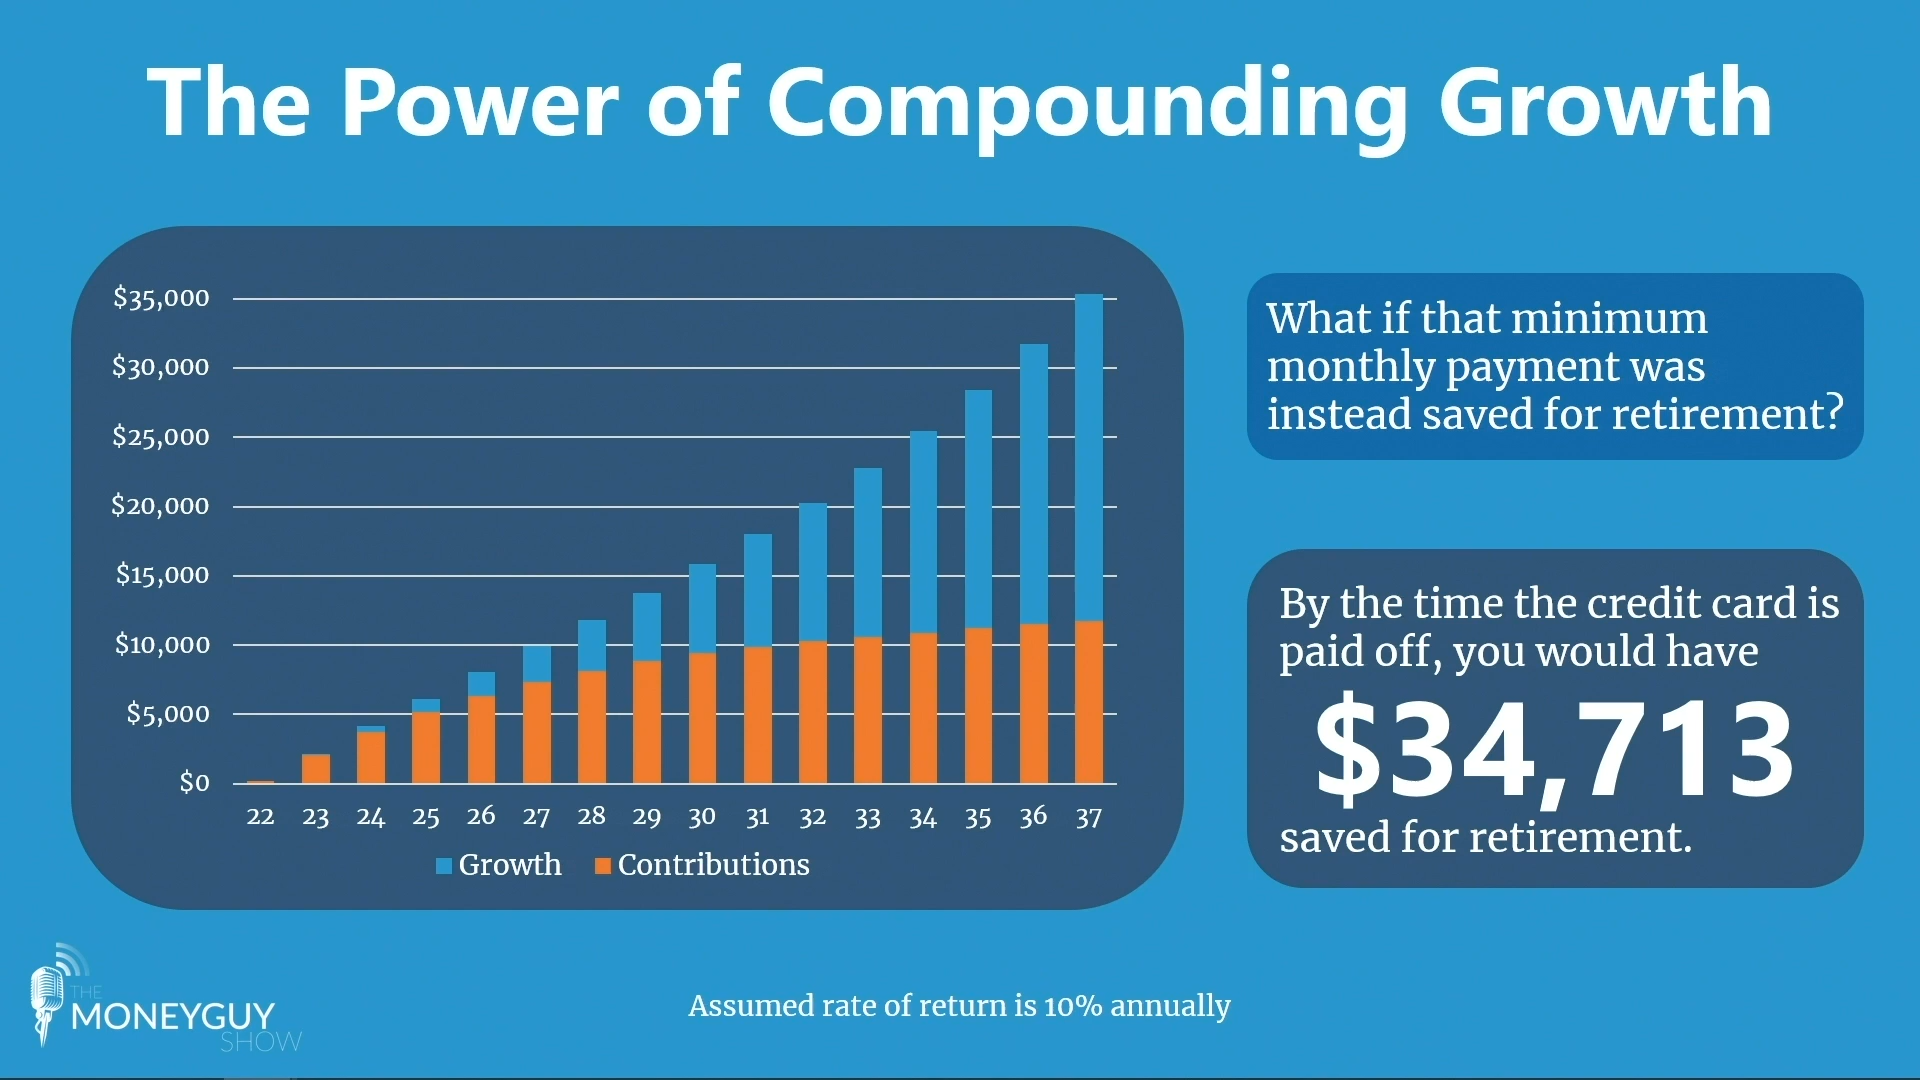 The Power of Compounding Growth
$35,000
$30,000
$25,000
$20,000
$15,000
$10,000
$5,000
$0
22 23 24 25 26 27 28 29 30 31 32 33 34 35 36 37
Growth Contributions
What if that minimum
monthly payment was
instead saved for retirement?
By the time the credit card is
paid off, you would have
$34,713
saved for retirement.
THE
MONEYGUY
SHOW
Assumed rate of return is 10% annually